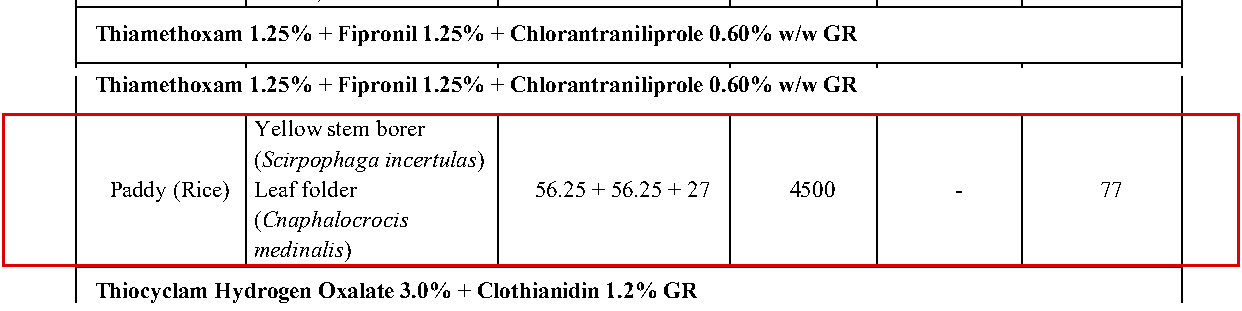 Thiamethoxam 1.25% + Fipronil 1.25% + Chlorantraniliprole 0.60% w/w GR
Thiamethoxam 1.25% + Fipronil 1.25% + Chlorantraniliprole 0.60% w/w GR
Yellow stem borer
(Scirpophaga incertulas)
Paddy (Rice) Leaf folder 56.25 + 56.25 + 27 4500 - 77
(Cnaphalocrocis
medinalis)
Thiocyclam Hydrogen Oxalate 3.0% + Clothianidin 1.2% GR